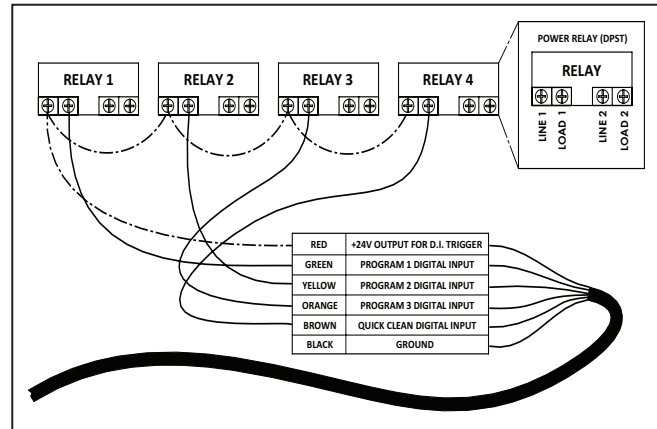 POWER RELAY (DPST)
RELAY 1
RELAY 2
RELAY 3
RELAY 4
RELAY
LINE 1
LOAD 1
LINE 2
LOAD 2
RED +24V OUTPUT FOR D.I. TRIGGER
GREEN PROGRAM 1 DIGITAL INPUT
YELLOW PROGRAM 2 DIGITAL INPUT
ORANGE PROGRAM 3 DIGITAL INPUT
BROWN QUICK CLEAN DIGITAL INPUT
BLACK GROUND